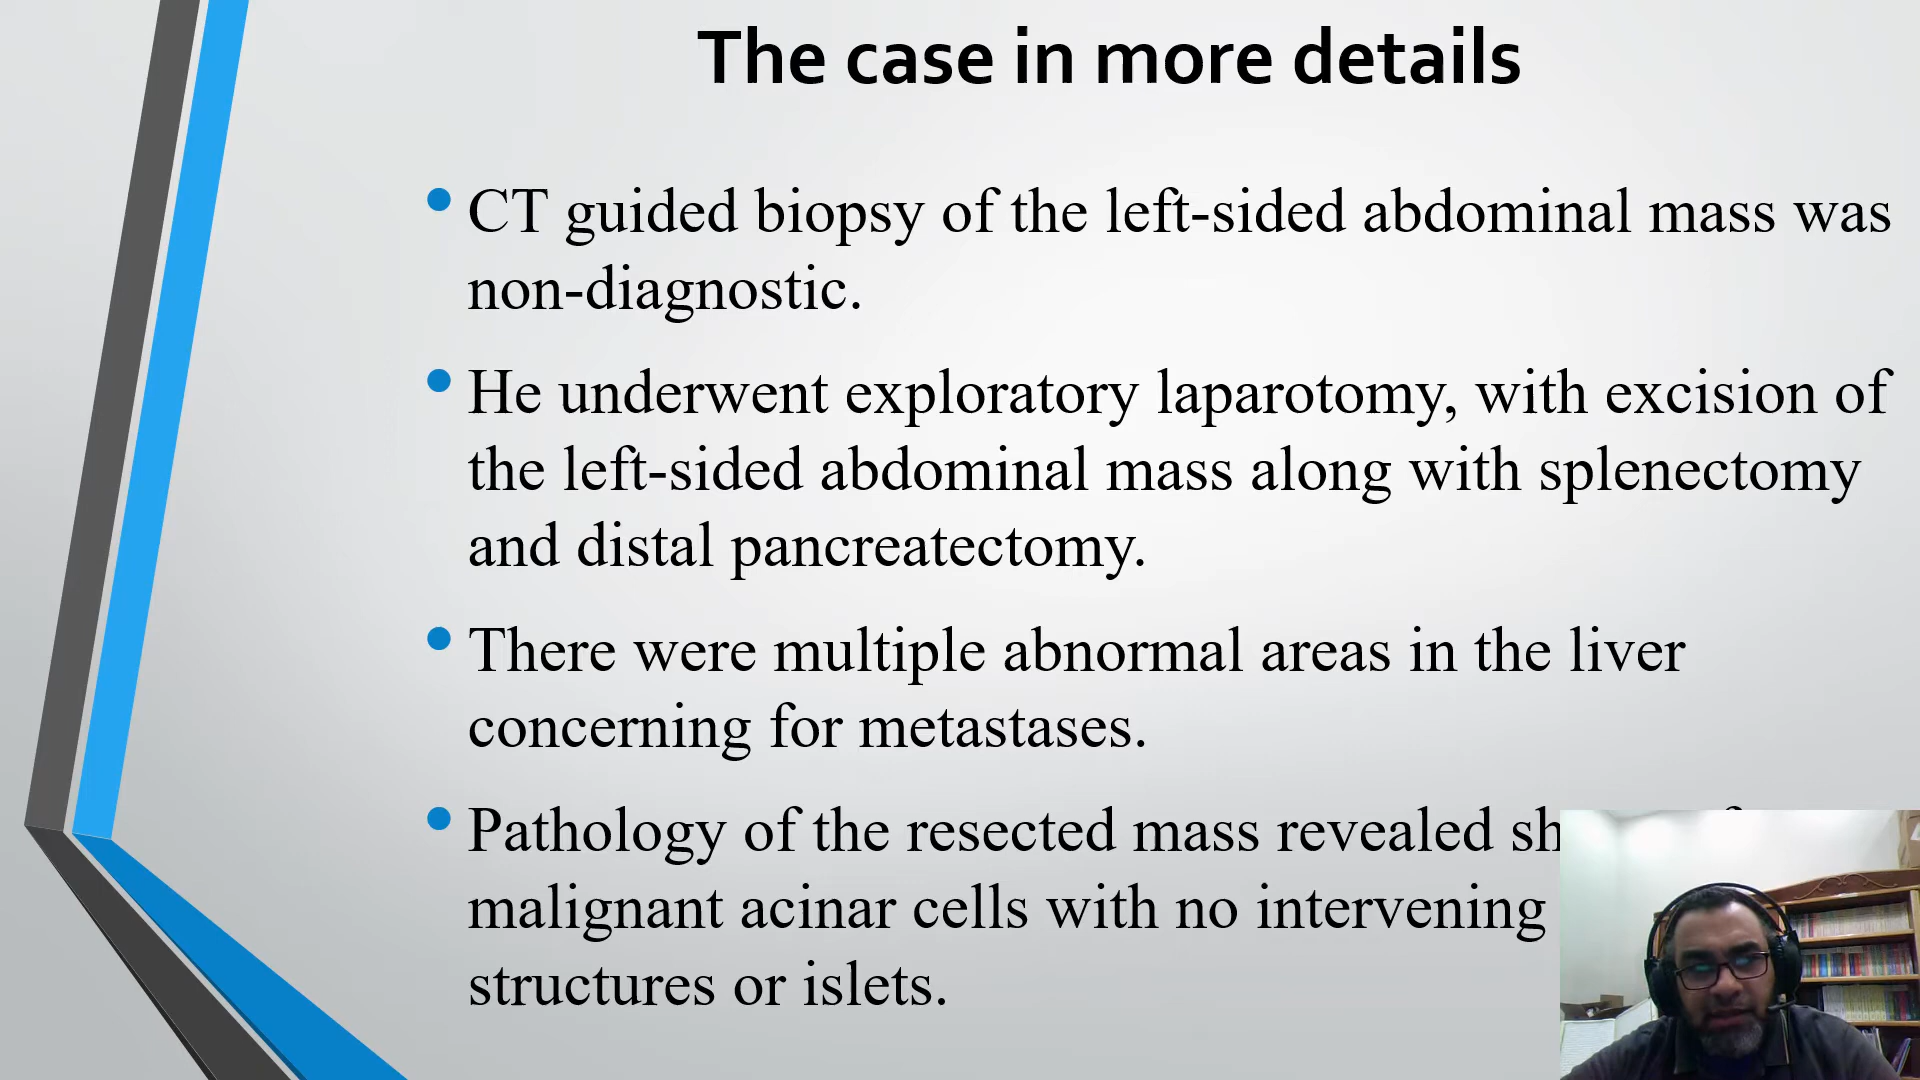 The case in more details
CT guided biopsy of the left-sided abdominal mass was
non-diagnostic.
He underwent exploratory laparotomy, with excision of
the left-sided abdominal mass along with splenectomy
and distal pancreatectomy.
There were multiple abnormal areas in the liver
concerning for metastases.
Pathology of the resected mass revealed
malignant acinar cells with no intervening
structures or islets.